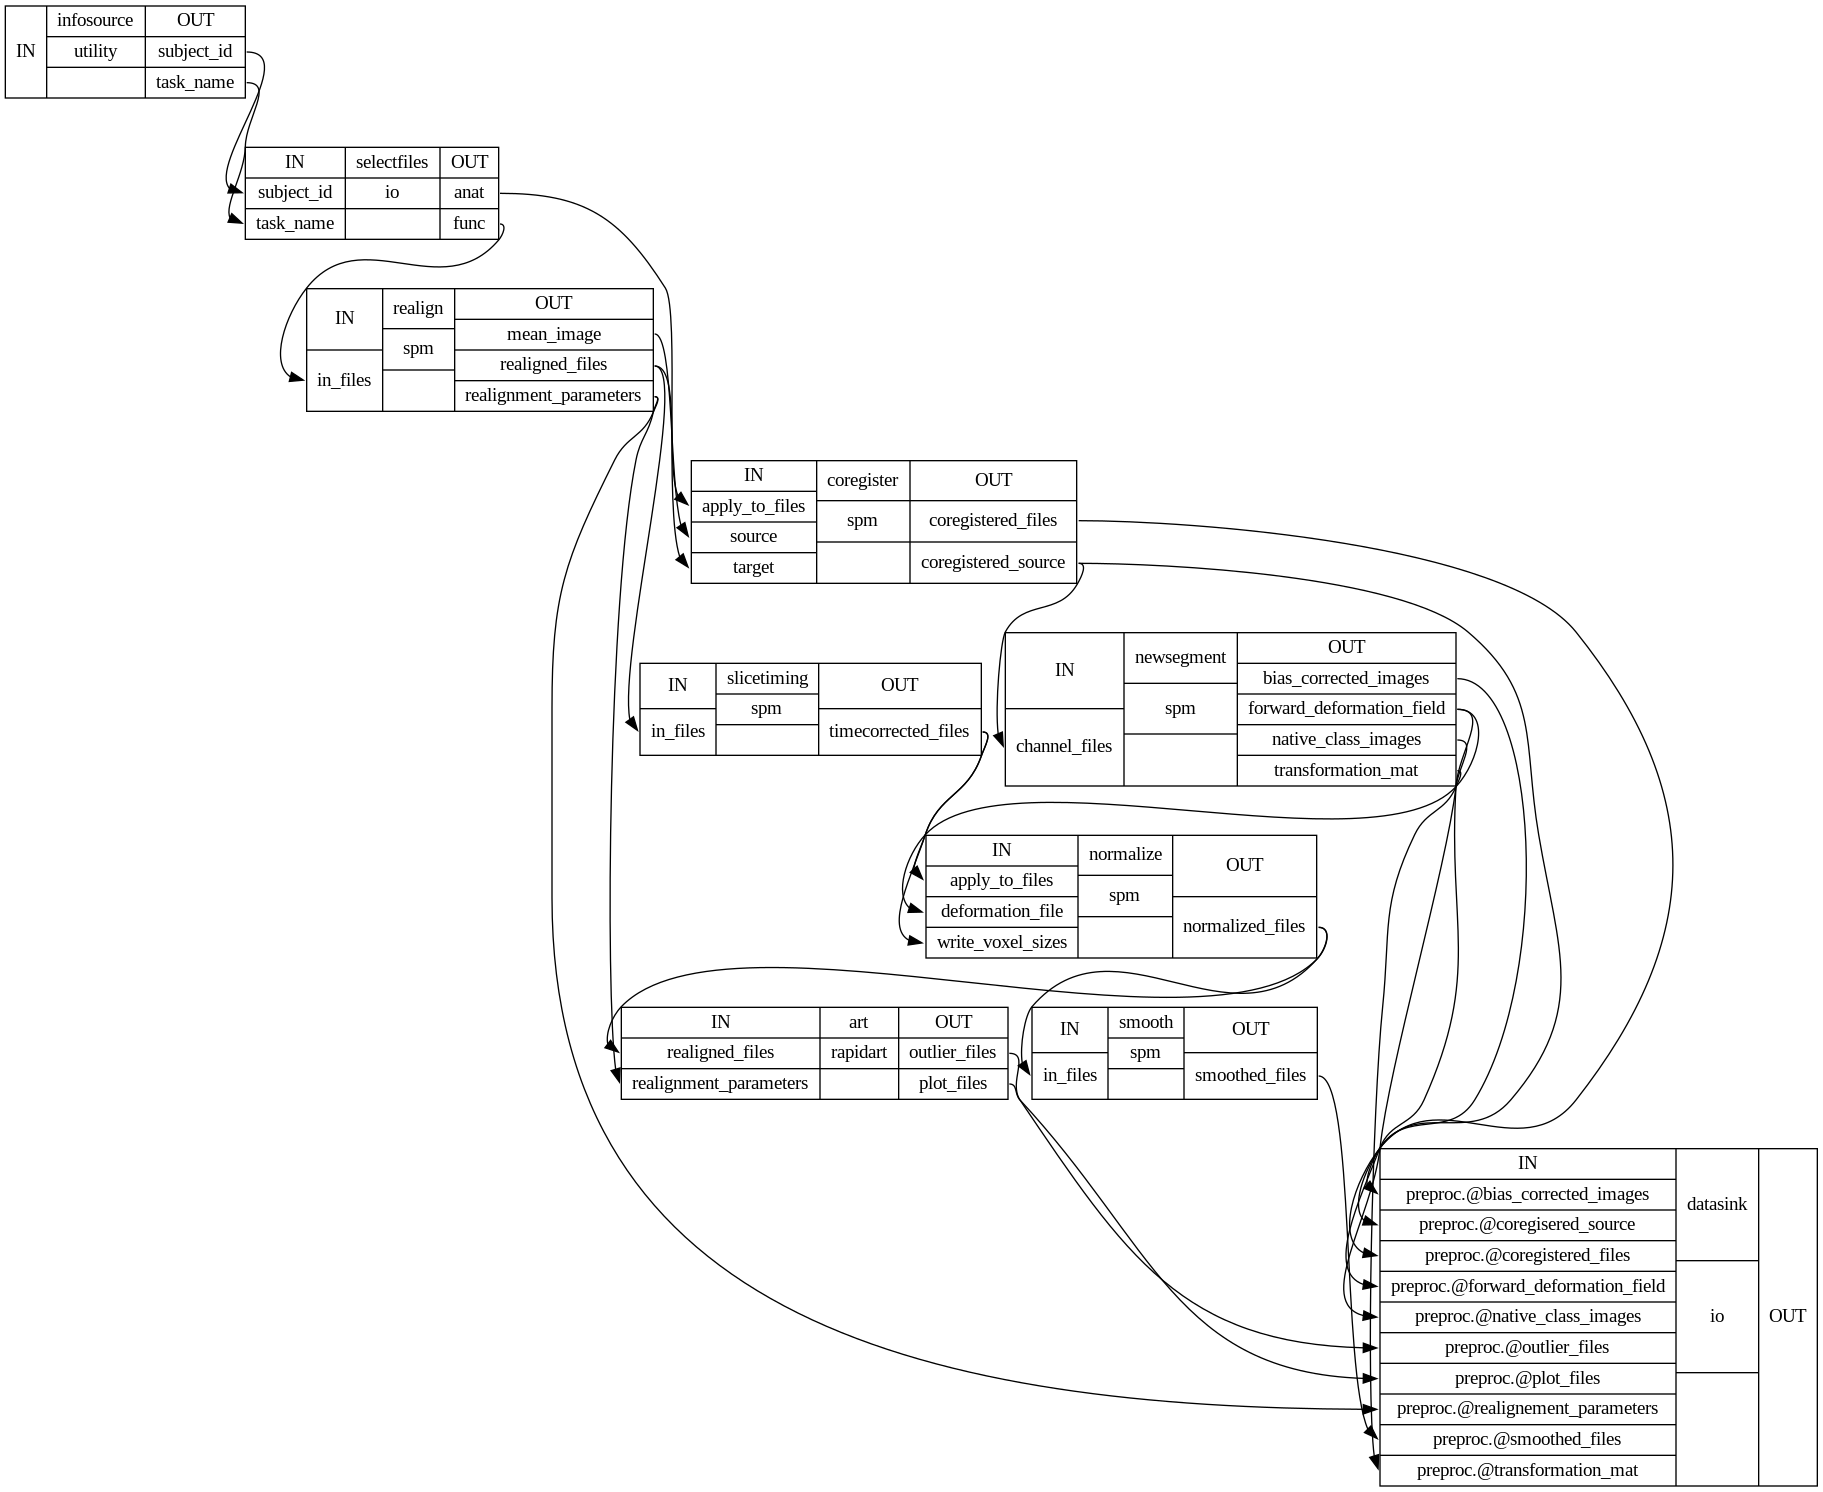 infosource OUT
IN utility subject_id
task_name
IN selectfiles OUT
subject_id io anat
task_name func
IN realign OUT
spm mean_image
in_files realigned_files
realignment_parameters
IN coregister OUT
apply_to_files spm coregistered_files
source
target coregistered_source
IN newsegment OUT
spm bias_corrected_images
channel_files forward_deformation_field
native_class_images
transformation_mat
IN slicetiming OUT
spm
in_files timecorrected_files
IN normalize OUT
apply_to_files spm
deformation_file normalized_files
write_voxel_sizes
IN art OUT
realigned_files rapidart outlier_files
realignment_parameters plot_files
IN smooth OUT
spm
in_files smoothed_files
IN
preproc.@bias_corrected_images datasink
preproc.@coregisered_source
preproc.@coregistered_files
preproc.@forward_deformation_field
preproc.@native_class_images io OUT
preproc.@outlier_files
preproc.@plot_files
preproc.@realignement_parameters
preproc.@smoothed_files
preproc.@transformation_mat